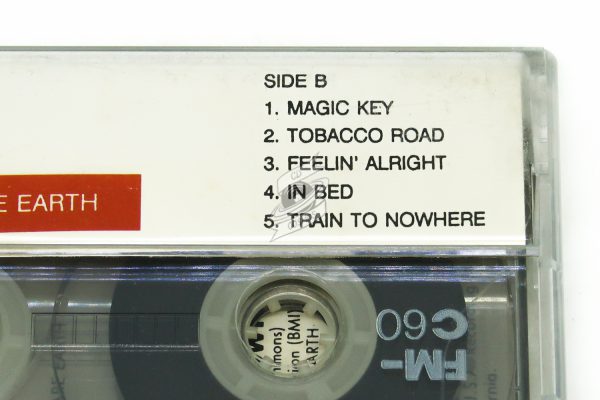 SIDE B
1. MAGIC KEY
2. TOBACCO ROAD
3. FEELIN' ALRIGHT
4. IN BED
5. TRAIN TO NOWHERE
E EARTH
FM-
C60
(BMI)
EARTH